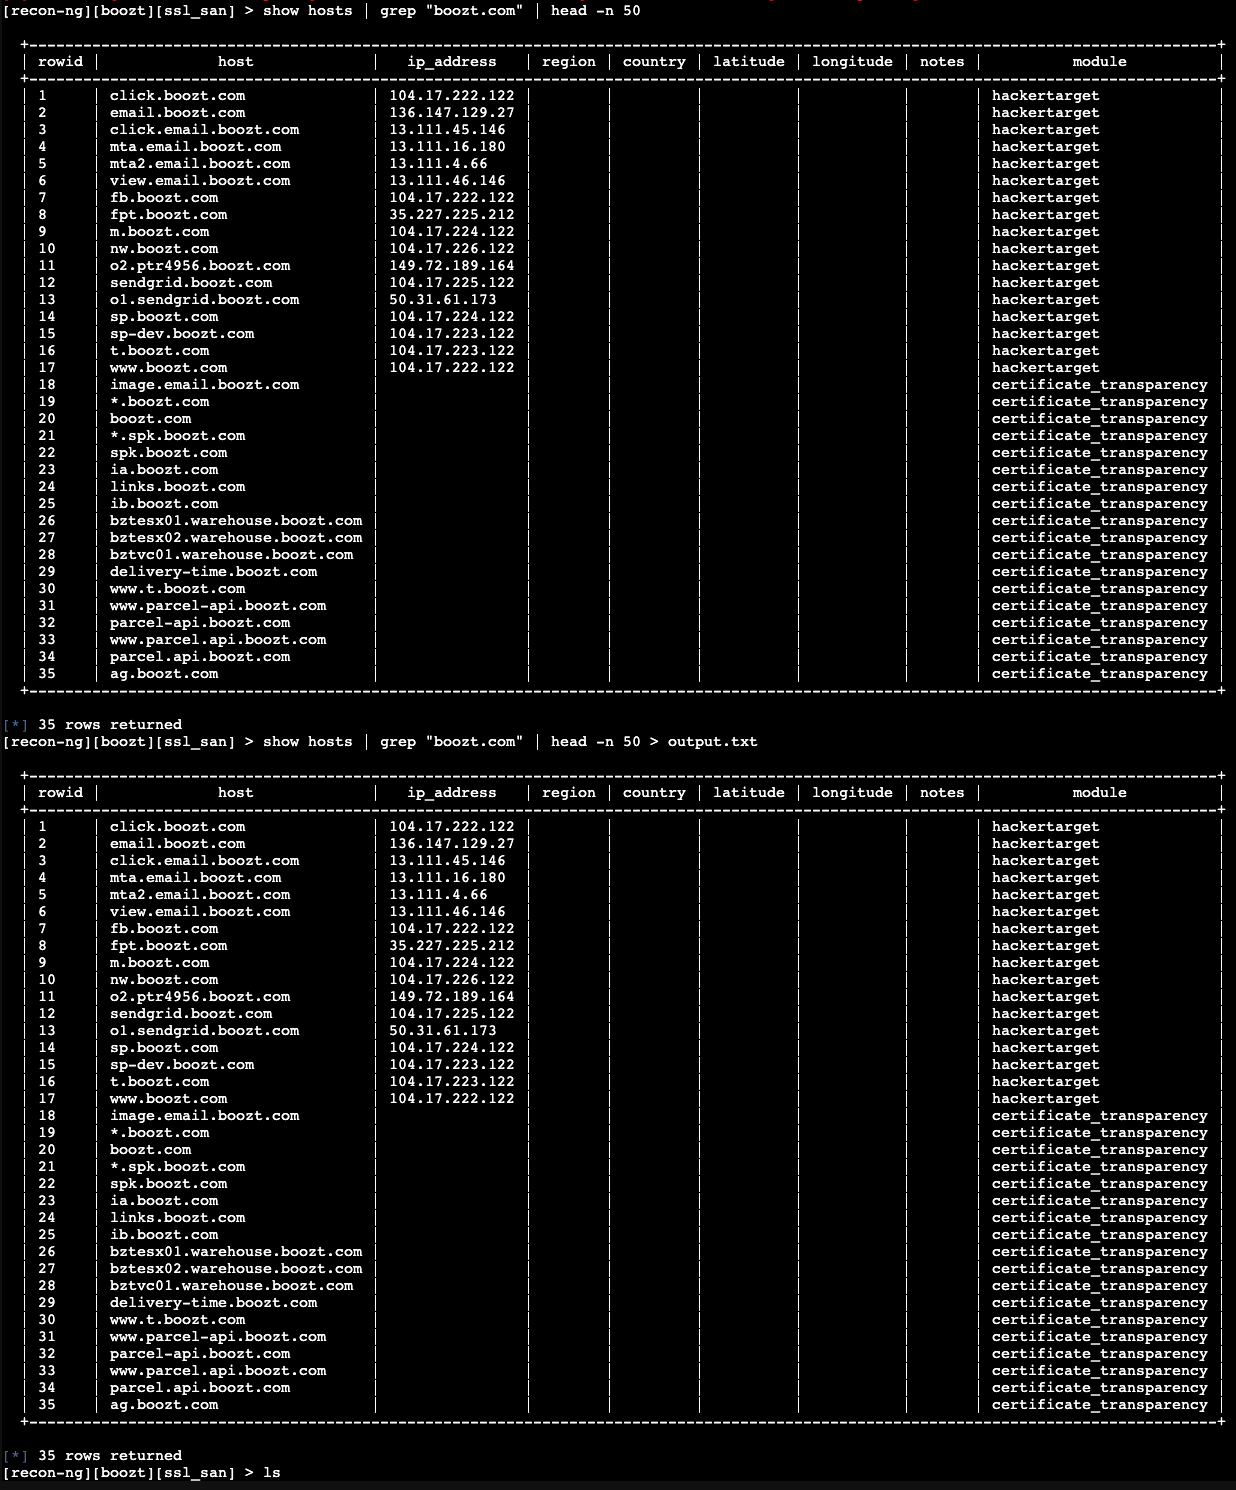 [recon-ng][boozt][ssl_san] > show hosts | grep "boozt.com" | head -n 50
+------------------------------------------------------------------------------------------------------------------------------------+
| rowid | host | ip_address | region | country | latitude | longitude | notes | module |
+------------------------------------------------------------------------------------------------------------------------------------+
| 1 | click.boozt.com | 104.17.222.122 | | | | | | hackertarget |
| 2 | email.boozt.com | 136.147.129.27 | | | | | | hackertarget |
| 3 | click.email.boozt.com | 13.111.45.146 | | | | | | hackertarget |
| 4 | mta.email.boozt.com | 13.111.16.180 | | | | | | hackertarget |
| 5 | mta2.email.boozt.com | 13.111.4.66 | | | | | | hackertarget |
| 6 | view.email.boozt.com | 13.111.46.146 | | | | | | hackertarget |
| 7 | fb.boozt.com | 104.17.222.122 | | | | | | hackertarget |
| 8 | fpt.boozt.com | 35.227.225.212 | | | | | | hackertarget |
| 9 | m.boozt.com | 104.17.224.122 | | | | | | hackertarget |
| 10 | nw.boozt.com | 104.17.226.122 | | | | | | hackertarget |
| 11 | o2.ptr4956.boozt.com | 149.72.189.164 | | | | | | hackertarget |
| 12 | sendgrid.boozt.com | 104.17.225.122 | | | | | | hackertarget |
| 13 | o1.sendgrid.boozt.com | 50.31.61.173 | | | | | | hackertarget |
| 14 | sp.boozt.com | 104.17.224.122 | | | | | | hackertarget |
| 15 | sp-dev.boozt.com | 104.17.223.122 | | | | | | hackertarget |
| 16 | t.boozt.com | 104.17.223.122 | | | | | | hackertarget |
| 17 | www.boozt.com | 104.17.222.122 | | | | | | hackertarget |
| 18 | image.email.boozt.com | | | | | | | certificate_transparency |
| 19 | *.boozt.com | | | | | | | certificate_transparency |
| 20 | boozt.com | | | | | | | certificate_transparency |
| 21 | *.spk.boozt.com | | | | | | | certificate_transparency |
| 22 | spk.boozt.com | | | | | | | certificate_transparency |
| 23 | ia.boozt.com | | | | | | | certificate_transparency |
| 24 | links.boozt.com | | | | | | | certificate_transparency |
| 25 | ib.boozt.com | | | | | | | certificate_transparency |
| 26 | bztesx01.warehouse.boozt.com | | | | | | | certificate_transparency |
| 27 | bztesx02.warehouse.boozt.com | | | | | | | certificate_transparency |
| 28 | bztvc01.warehouse.boozt.com | | | | | | | certificate_transparency |
| 29 | delivery-time.boozt.com | | | | | | | certificate_transparency |
| 30 | www.t.boozt.com | | | | | | | certificate_transparency |
| 31 | www.parcel-api.boozt.com | | | | | | | certificate_transparency |
| 32 | parcel-api.boozt.com | | | | | | | certificate_transparency |
| 33 | www.parcel.api.boozt.com | | | | | | | certificate_transparency |
| 34 | parcel.api.boozt.com | | | | | | | certificate_transparency |
| 35 | ag.boozt.com | | | | | | | certificate_transparency |
+------------------------------------------------------------------------------------------------------------------------------------+
[*] 35 rows returned
[recon-ng][boozt][ssl_san] > show hosts | grep "boozt.com" | head -n 50 > output.txt
+------------------------------------------------------------------------------------------------------------------------------------+
| rowid | host | ip_address | region | country | latitude | longitude | notes | module |
+------------------------------------------------------------------------------------------------------------------------------------+
| 1 | click.boozt.com | 104.17.222.122 | | | | | | hackertarget |
| 2 | email.boozt.com | 136.147.129.27 | | | | | | hackertarget |
| 3 | click.email.boozt.com | 13.111.45.146 | | | | | | hackertarget |
| 4 | mta.email.boozt.com | 13.111.16.180 | | | | | | hackertarget |
| 5 | mta2.email.boozt.com | 13.111.4.66 | | | | | | hackertarget |
| 6 | view.email.boozt.com | 13.111.46.146 | | | | | | hackertarget |
| 7 | fb.boozt.com | 104.17.222.122 | | | | | | hackertarget |
| 8 | fpt.boozt.com | 35.227.225.212 | | | | | | hackertarget |
| 9 | m.boozt.com | 104.17.224.122 | | | | | | hackertarget |
| 10 | nw.boozt.com | 104.17.226.122 | | | | | | hackertarget |
| 11 | o2.ptr4956.boozt.com | 149.72.189.164 | | | | | | hackertarget |
| 12 | sendgrid.boozt.com | 104.17.225.122 | | | | | | hackertarget |
| 13 | o1.sendgrid.boozt.com | 50.31.61.173 | | | | | | hackertarget |
| 14 | sp.boozt.com | 104.17.224.122 | | | | | | hackertarget |
| 15 | sp-dev.boozt.com | 104.17.223.122 | | | | | | hackertarget |
| 16 | t.boozt.com | 104.17.223.122 | | | | | | hackertarget |
| 17 | www.boozt.com | 104.17.222.122 | | | | | | hackertarget |
| 18 | image.email.boozt.com | | | | | | | certificate_transparency |
| 19 | *.boozt.com | | | | | | | certificate_transparency |
| 20 | boozt.com | | | | | | | certificate_transparency |
| 21 | *.spk.boozt.com | | | | | | | certificate_transparency |
| 22 | spk.boozt.com | | | | | | | certificate_transparency |
| 23 | ia.boozt.com | | | | | | | certificate_transparency |
| 24 | links.boozt.com | | | | | | | certificate_transparency |
| 25 | ib.boozt.com | | | | | | | certificate_transparency |
| 26 | bztesx01.warehouse.boozt.com | | | | | | | certificate_transparency |
| 27 | bztesx02.warehouse.boozt.com | | | | | | | certificate_transparency |
| 28 | bztvc01.warehouse.boozt.com | | | | | | | certificate_transparency |
| 29 | delivery-time.boozt.com | | | | | | | certificate_transparency |
| 30 | www.t.boozt.com | | | | | | | certificate_transparency |
| 31 | www.parcel-api.boozt.com | | | | | | | certificate_transparency |
| 32 | parcel-api.boozt.com | | | | | | | certificate_transparency |
| 33 | www.parcel.api.boozt.com | | | | | | | certificate_transparency |
| 34 | parcel.api.boozt.com | | | | | | | certificate_transparency |
| 35 | ag.boozt.com | | | | | | | certificate_transparency |
+------------------------------------------------------------------------------------------------------------------------------------+
[*] 35 rows returned
[recon-ng][boozt][ssl_san] > ls